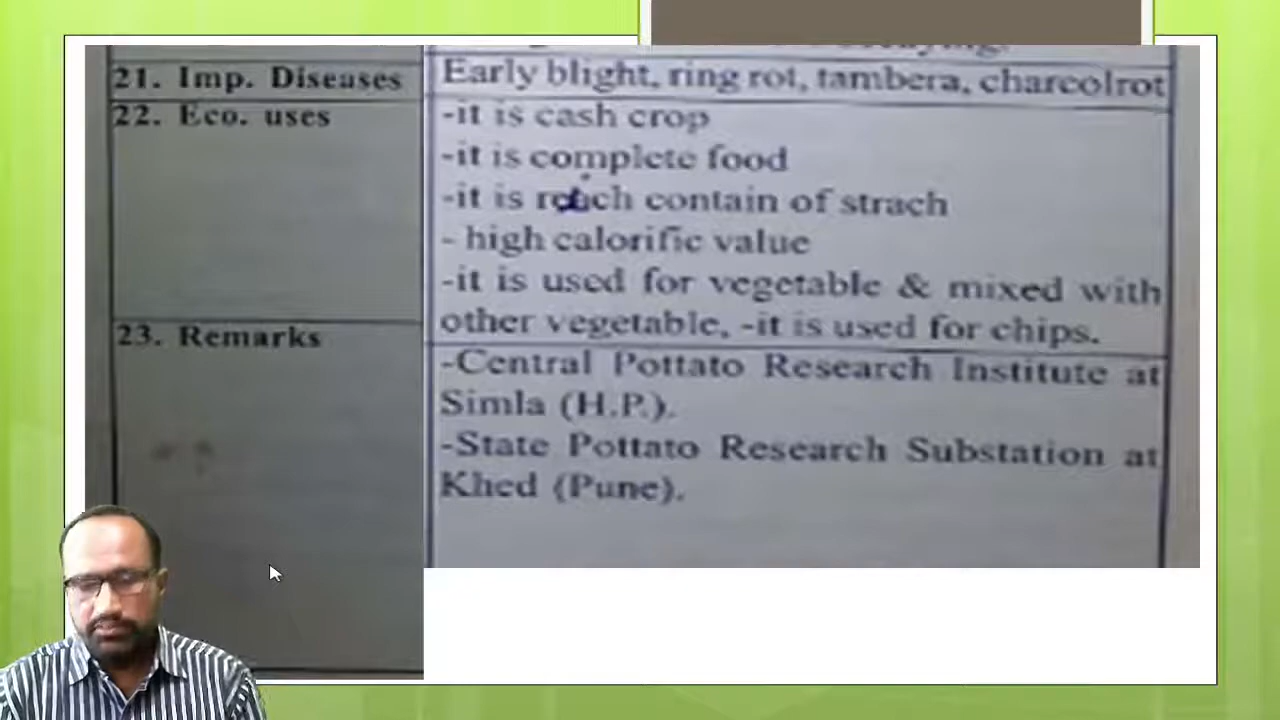 21. Imp. Diseases
Early blight, ring rot, tambera, charcolrot
22. Eco. uses
-it is cash crop
-it is complete food
-it is contain of strach
- high calorific value
-it is used for vegetable & mixed with
other vegetable, -it is used for chips.
23. Remarks
-Central Pottato Research Institute at
Simla (H.P.).
-State Pottato Research Substation at
Khed (Pune).